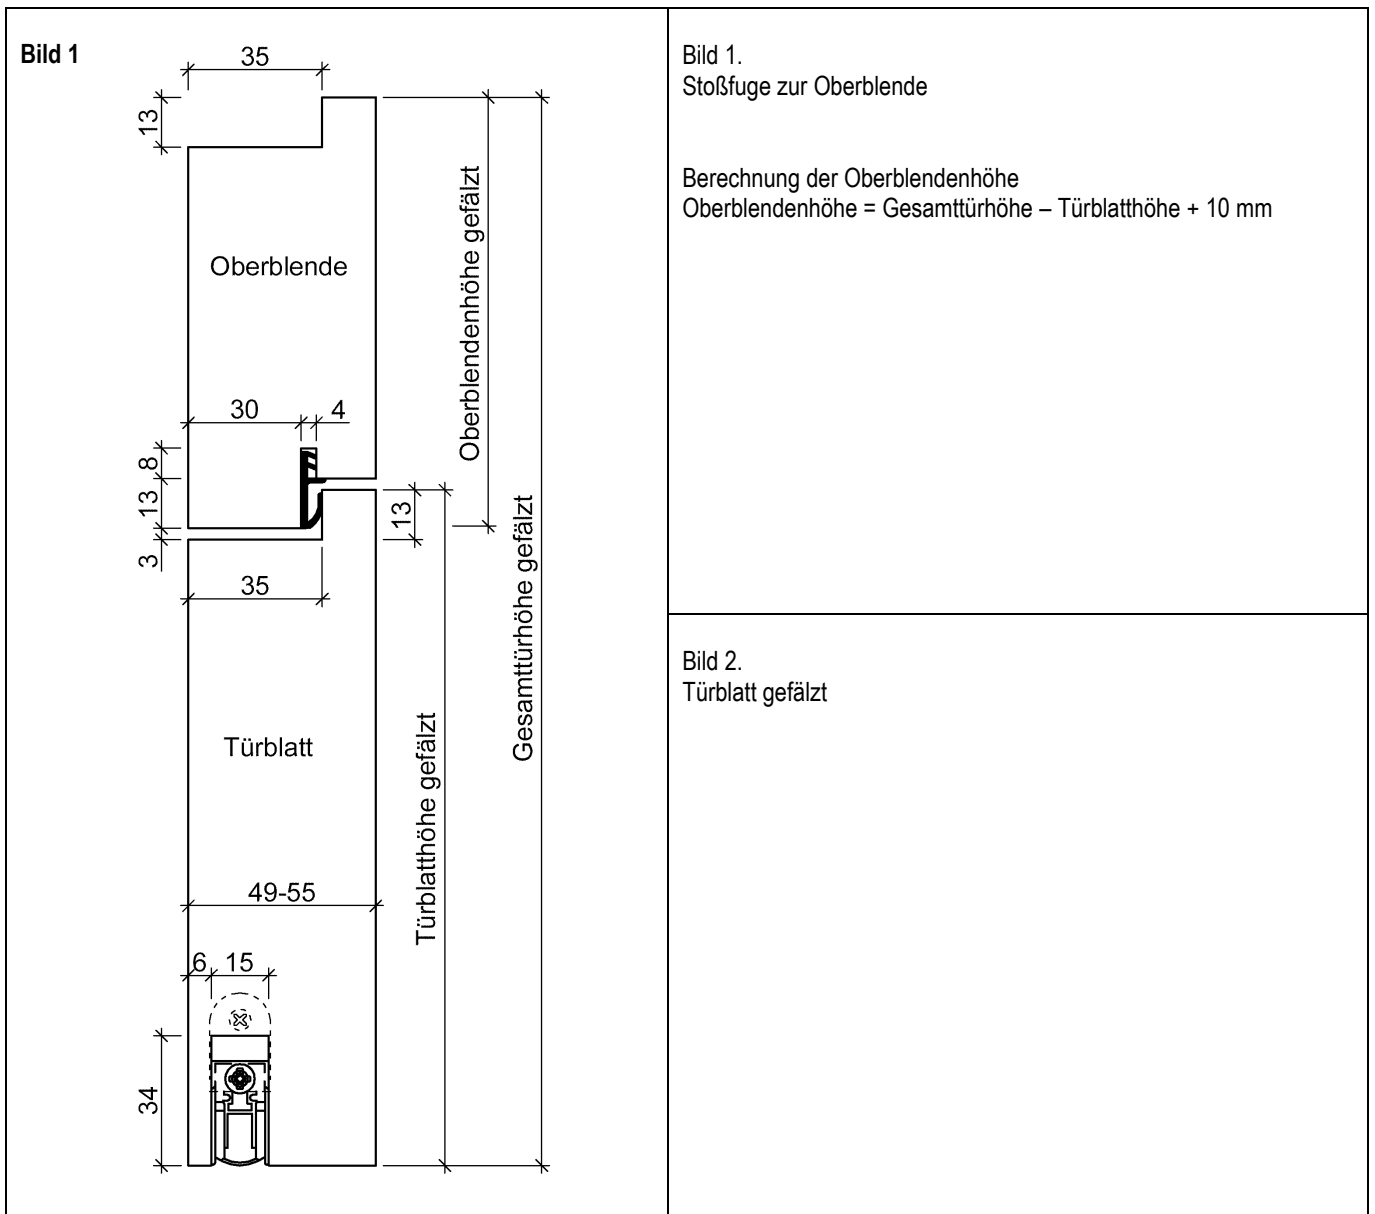 Bild 1
35
13
Oberblende
30
4
8
13
3
13
35
Oberblendenhöhe gefälzt
Gesamttürhöhe gefälzt
Türblatt
Türblatthöhe gefälzt
49-55
6
15
34
Bild 1.
Stoßfuge zur Oberblende
Berechnung der Oberblendenhöhe
Oberblendenhöhe = Gesamttürhöhe – Türblatthöhe + 10 mm
Bild 2.
Türblatt gefälzt